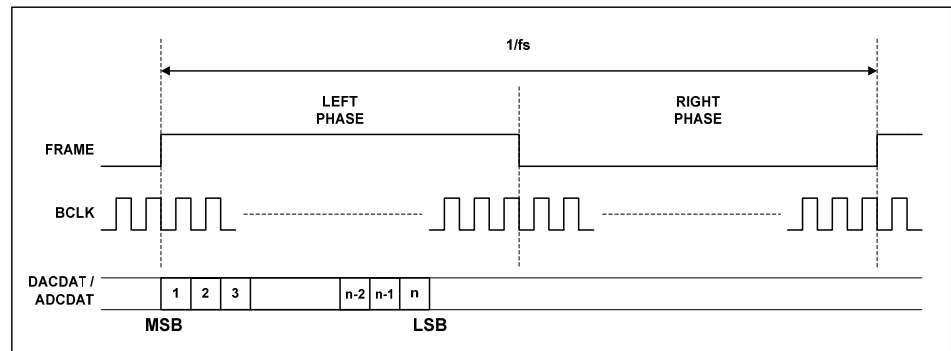 1/fs
LEFT
PHASE
RIGHT
PHASE
FRAME
BCLK
DACDAT /
ADCDAT
1 2 3 n-2 n-1 n
MSB LSB